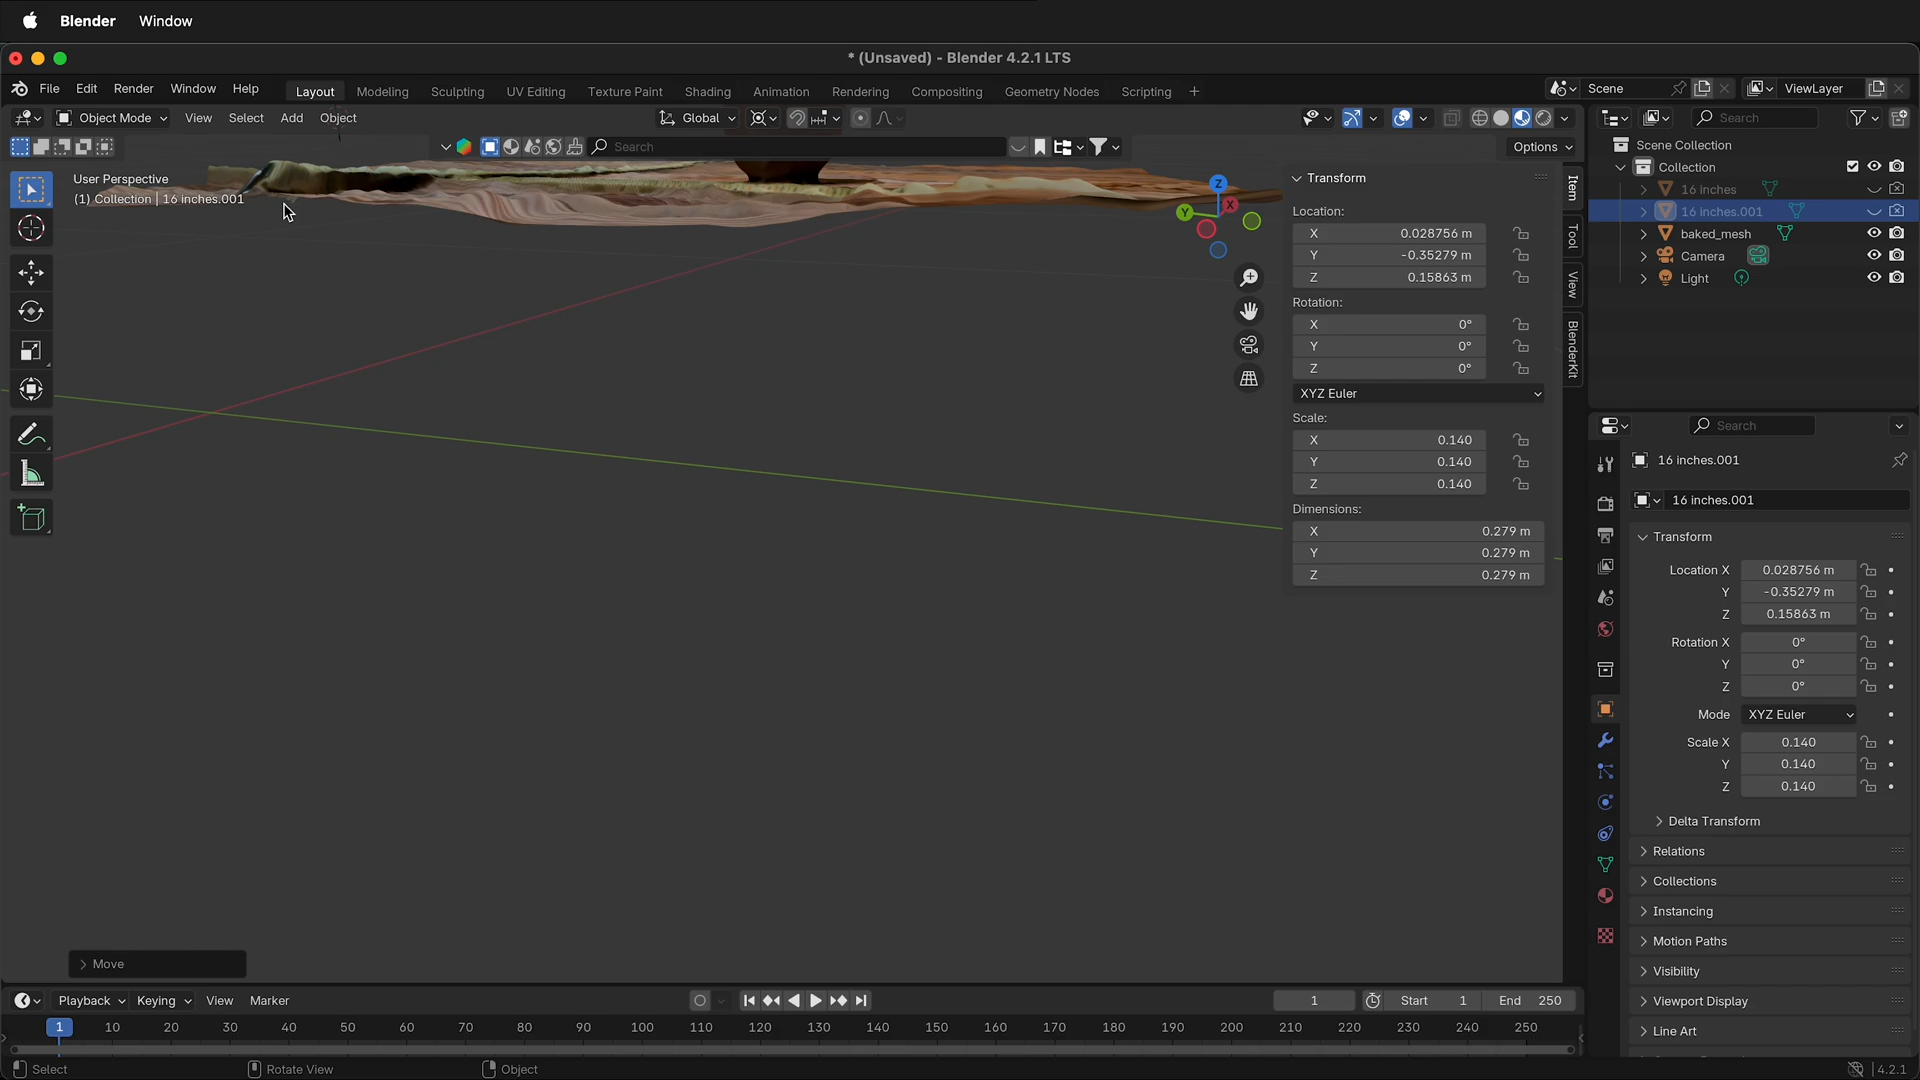 Blender Window
* (Unsaved) - Blender 4.2.1 LTS
File Edit Render Window Help Layout Modeling Sculpting UV Editing Texture Paint Shading Animation Rendering Compositing Geometry Nodes Scripting + Scene ViewLayer
Object Mode View Select Add Object Global Search
Search Options
User Perspective
(1) Collection | 16 inches.001
Z
X
Y
Transform
Location:
X 0.028756 m
Y -0.35279 m
Z 0.15863 m
Rotation:
X 0°
Y 0°
Z 0°
XYZ Euler
Scale:
X 0.140
Y 0.140
Z 0.140
Dimensions:
X 0.279 m
Y 0.279 m
Z 0.279 m
Item
Tool
View
BlenderKit
Scene Collection
Collection
16 inches
16 inches.001
baked_mesh
Camera
Light
Search
16 inches.001
16 inches.001
Transform
Location X 0.028756 m
Y -0.35279 m
Z 0.15863 m
Rotation X 0°
Y 0°
Z 0°
Mode XYZ Euler
Scale X 0.140
Y 0.140
Z 0.140
Delta Transform
Relations
Collections
Instancing
Motion Paths
Visibility
Viewport Display
Line Art
Move
Playback Keying View Marker 1 Start 1 End 250
1 10 20 30 40 50 60 70 80 90 100 110 120 130 140 150 160 170 180 190 200 210 220 230 240 250
Select Rotate View Object 4.2.1